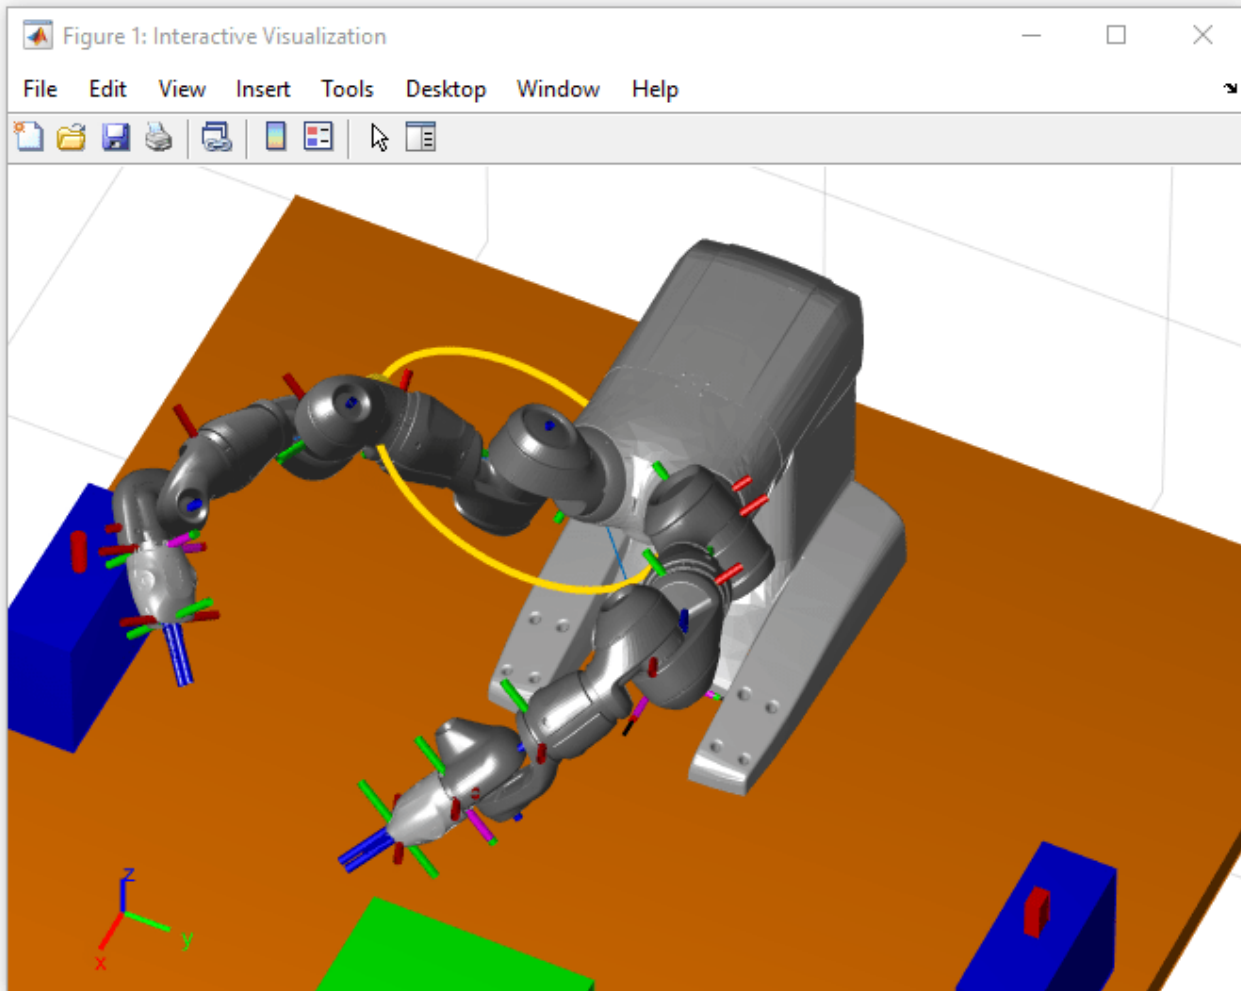 Figure 1: Interactive Visualization
File Edit View Insert Tools Desktop Window Help
z
y
x